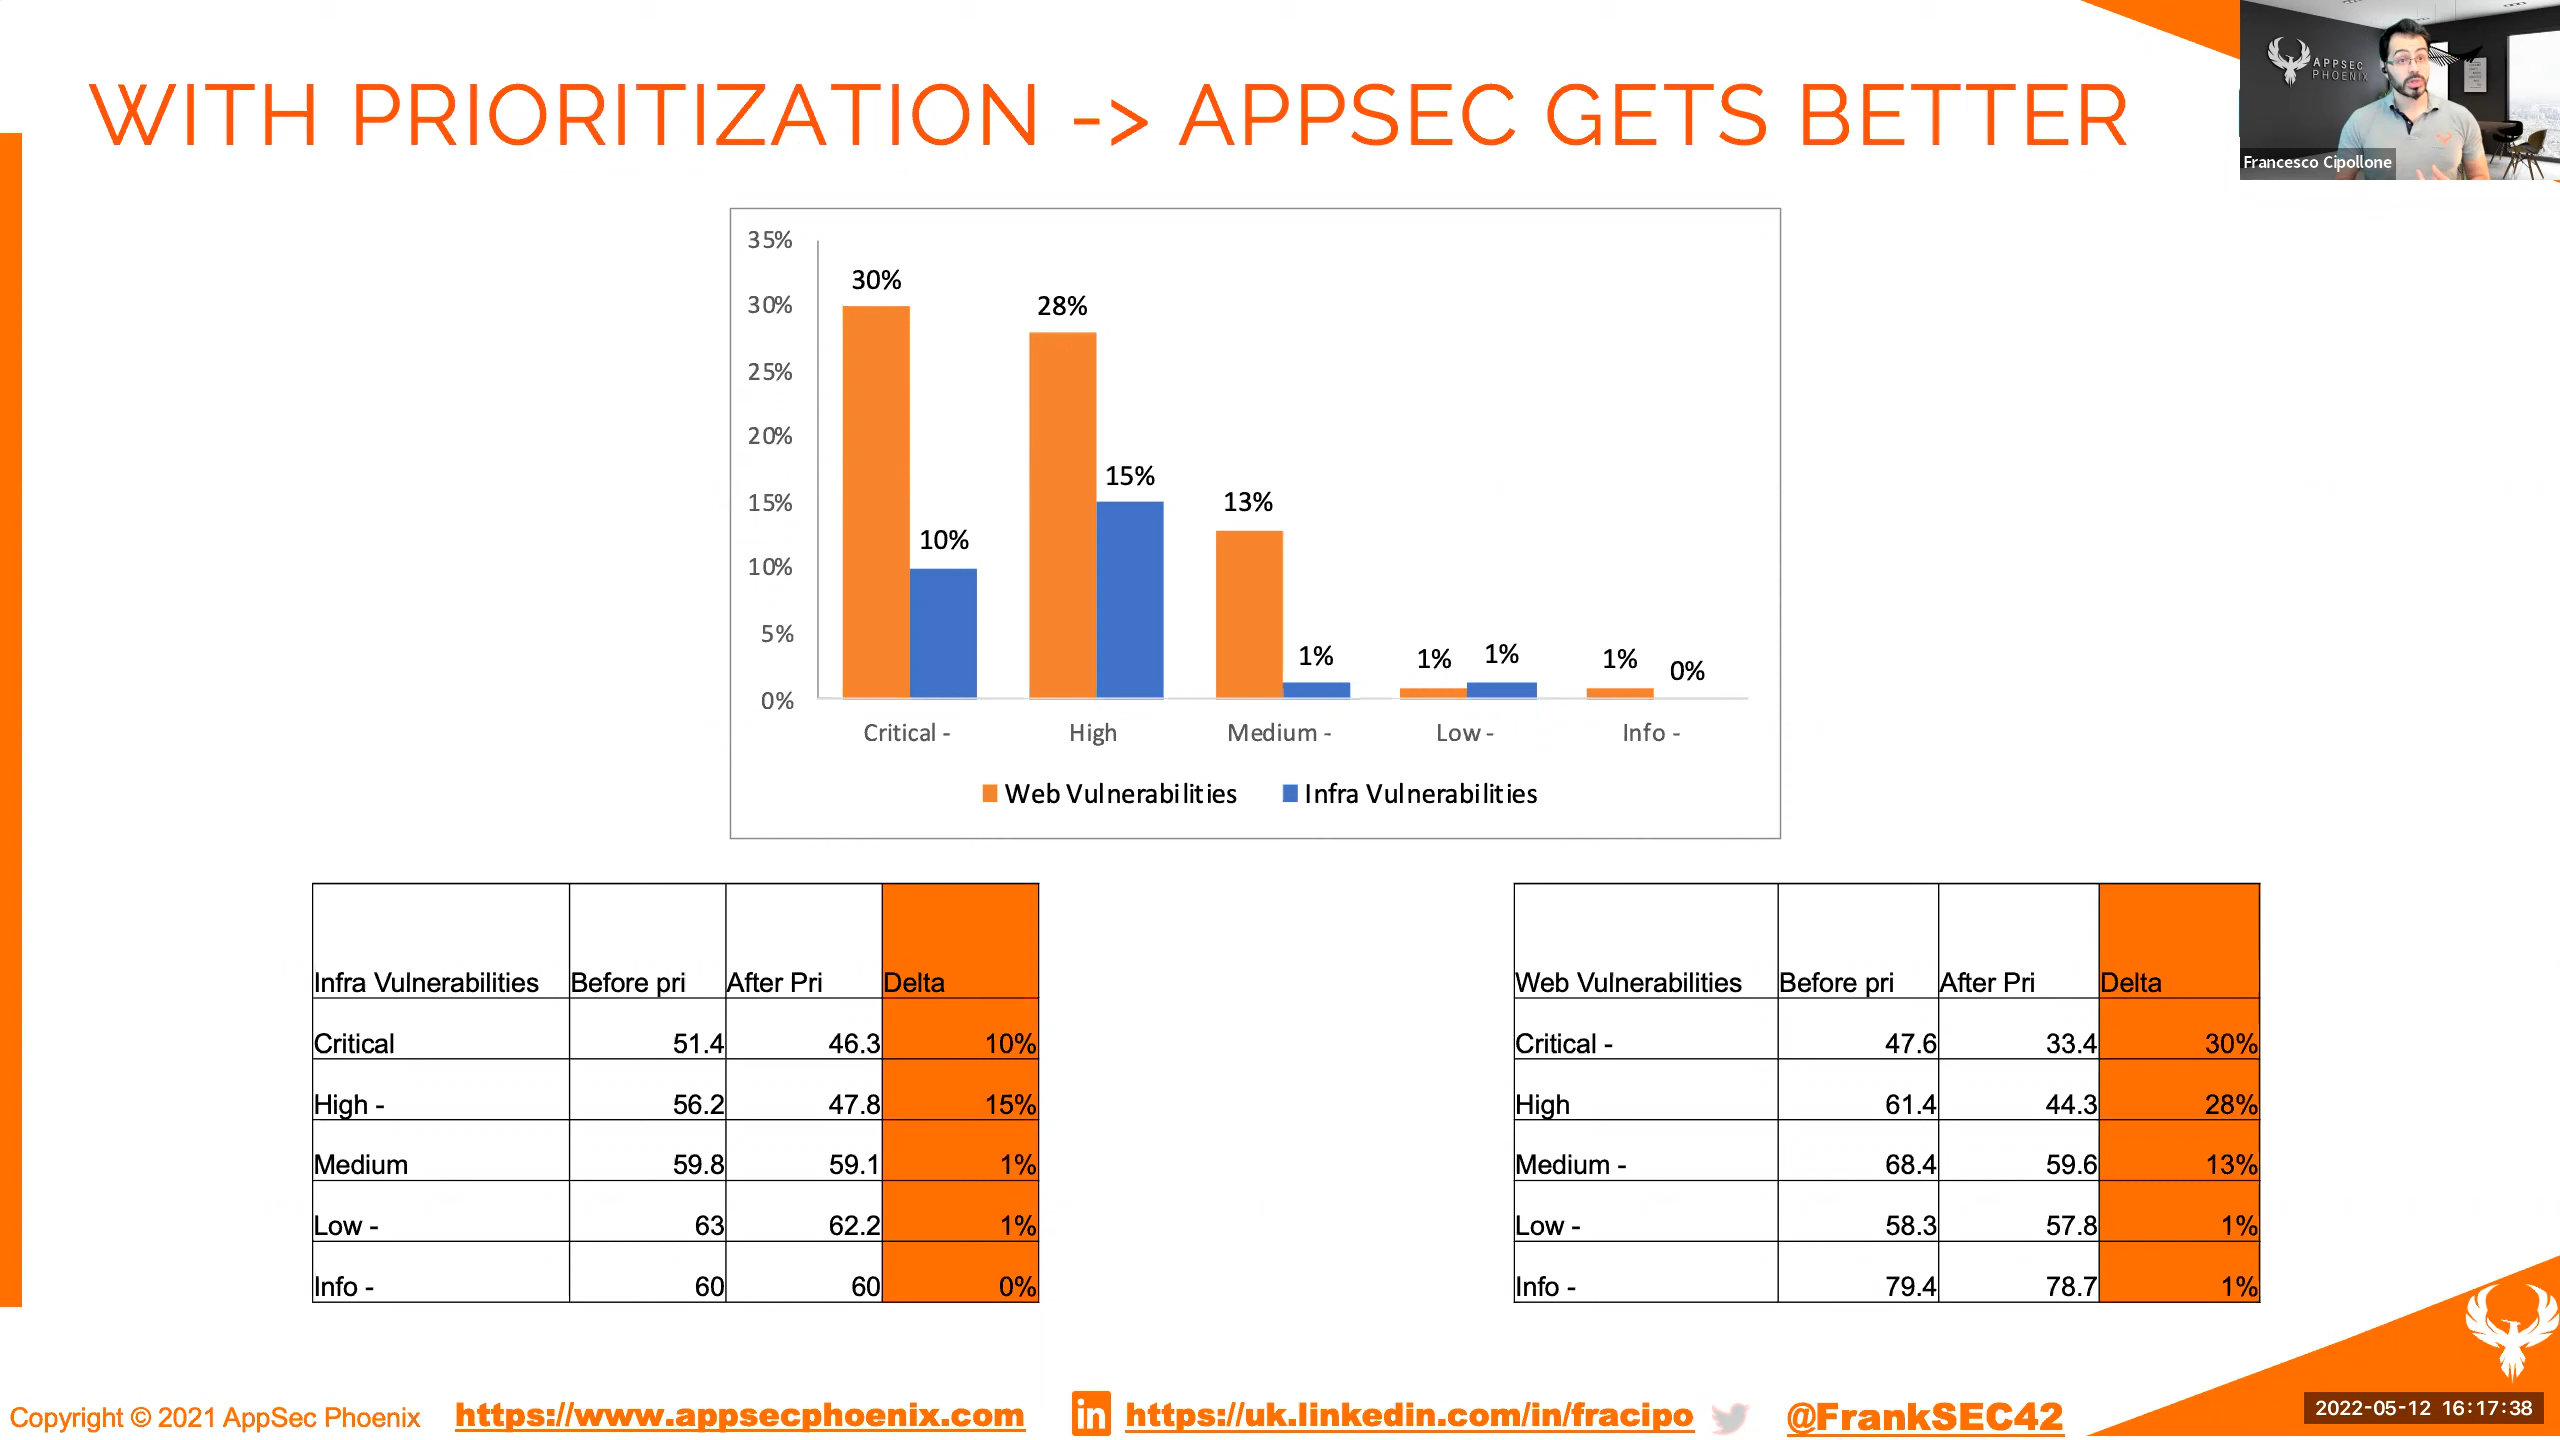 WITH PRIORITIZATION -> APPSEC GETS BETTER
APPSEC
PHOENIX
Francesco Cipollone
35%
30%
25%
20%
15%
10%
5%
0%
30%
10%
28%
15%
13%
1%
1%
1%
1%
0%
Critical -
High
Medium -
Low -
Info -
Web Vulnerabilities
Infra Vulnerabilities
Infra Vulnerabilities Before pri After Pri Delta
Critical 51.4 46.3 10%
High - 56.2 47.8 15%
Medium 59.8 59.1 1%
Low - 63 62.2 1%
Info - 60 60 0%
Web Vulnerabilities Before pri After Pri Delta
Critical - 47.6 33.4 30%
High 61.4 44.3 28%
Medium - 68.4 59.6 13%
Low - 58.3 57.8 1%
Info - 79.4 78.7 1%
Copyright © 2021 AppSec Phoenix
https://www.appsecphoenix.com
in
https://uk.linkedin.com/in/fracipo
@FrankSEC42
2022-05-12 16:17:38